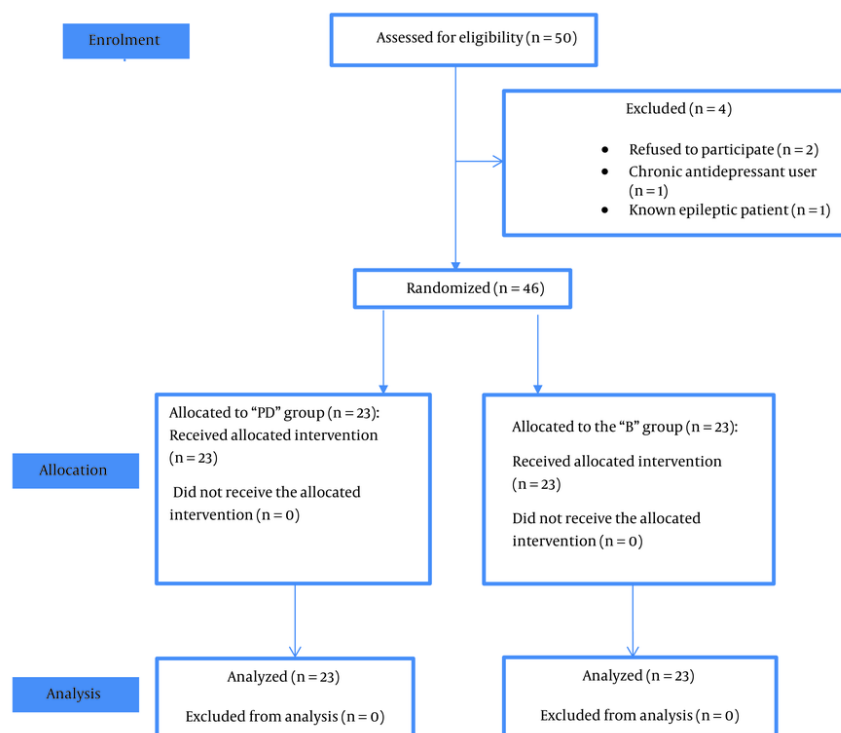 Enrolment
Assessed for eligibility (n = 50)
Excluded (n = 4)
• Refused to participate (n = 2)
• Chronic antidepressant user
(n = 1)
• Known epileptic patient (n = 1)
Randomized (n = 46)
Allocation
Allocated to “PD” group (n = 23):
Received allocated intervention
(n = 23)
Did not receive the allocated
intervention (n = 0)
Allocated to the “B” group (n = 23):
Received allocated intervention
(n = 23)
Did not receive the allocated
intervention (n = 0)
Analysis
Analyzed (n = 23)
Excluded from analysis (n = 0)
Analyzed (n = 23)
Excluded from analysis (n = 0)